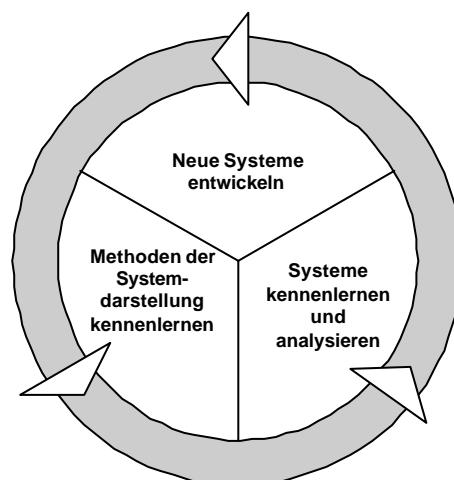 Neue Systeme
entwickeln
Methoden der
System-
darstellung
kennenlernen
Systeme
kennenlernen
und
analysieren